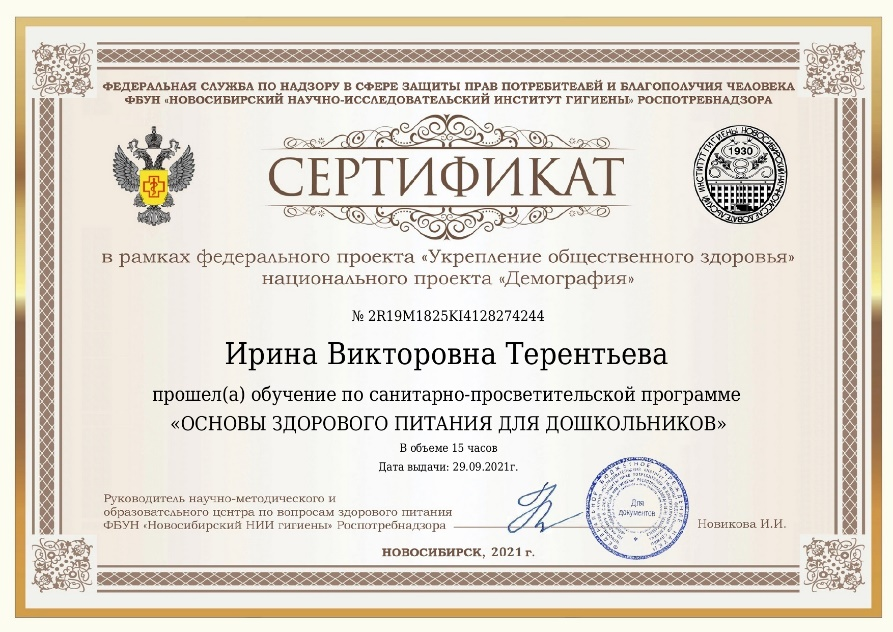 ФЕДЕРАЛЬНАЯ СЛУЖБА ПО НАДЗОРУ В СФЕРЕ ЗАЩИТЫ ПРАВ ПОТРЕБИТЕЛЕЙ И БЛАГОПОЛУЧИЯ ЧЕЛОВЕКА
ФБУН «НОВОСИБИРСКИЙ НАУЧНО-ИССЛЕДОВАТЕЛЬСКИЙ ИНСТИТУТ ГИГИЕНЫ» РОСПОТРЕБНАДЗОРА
1930
СЕРТИФИКАТ
в рамках федерального проекта «Укрепление общественного здоровья»
национального проекта «Демография»
№ 2R19M1825KI4128274244
Ирина Викторовна Терентьева
прошел(а) обучение по санитарно-просветительской программе
«ОСНОВЫ ЗДОРОВОГО ПИТАНИЯ ДЛЯ ДОШКОЛЬНИКОВ»
В объеме 15 часов
Дата выдачи: 29.09.2021г.
Руководитель научно-методического и
образовательного центра по вопросам здорового питания
ФБУН «Новосибирский НИИ гигиены» Роспотребнадзора
Для
документов
Новикова И.И.
НОВОСИБИРСК, 2021 г.